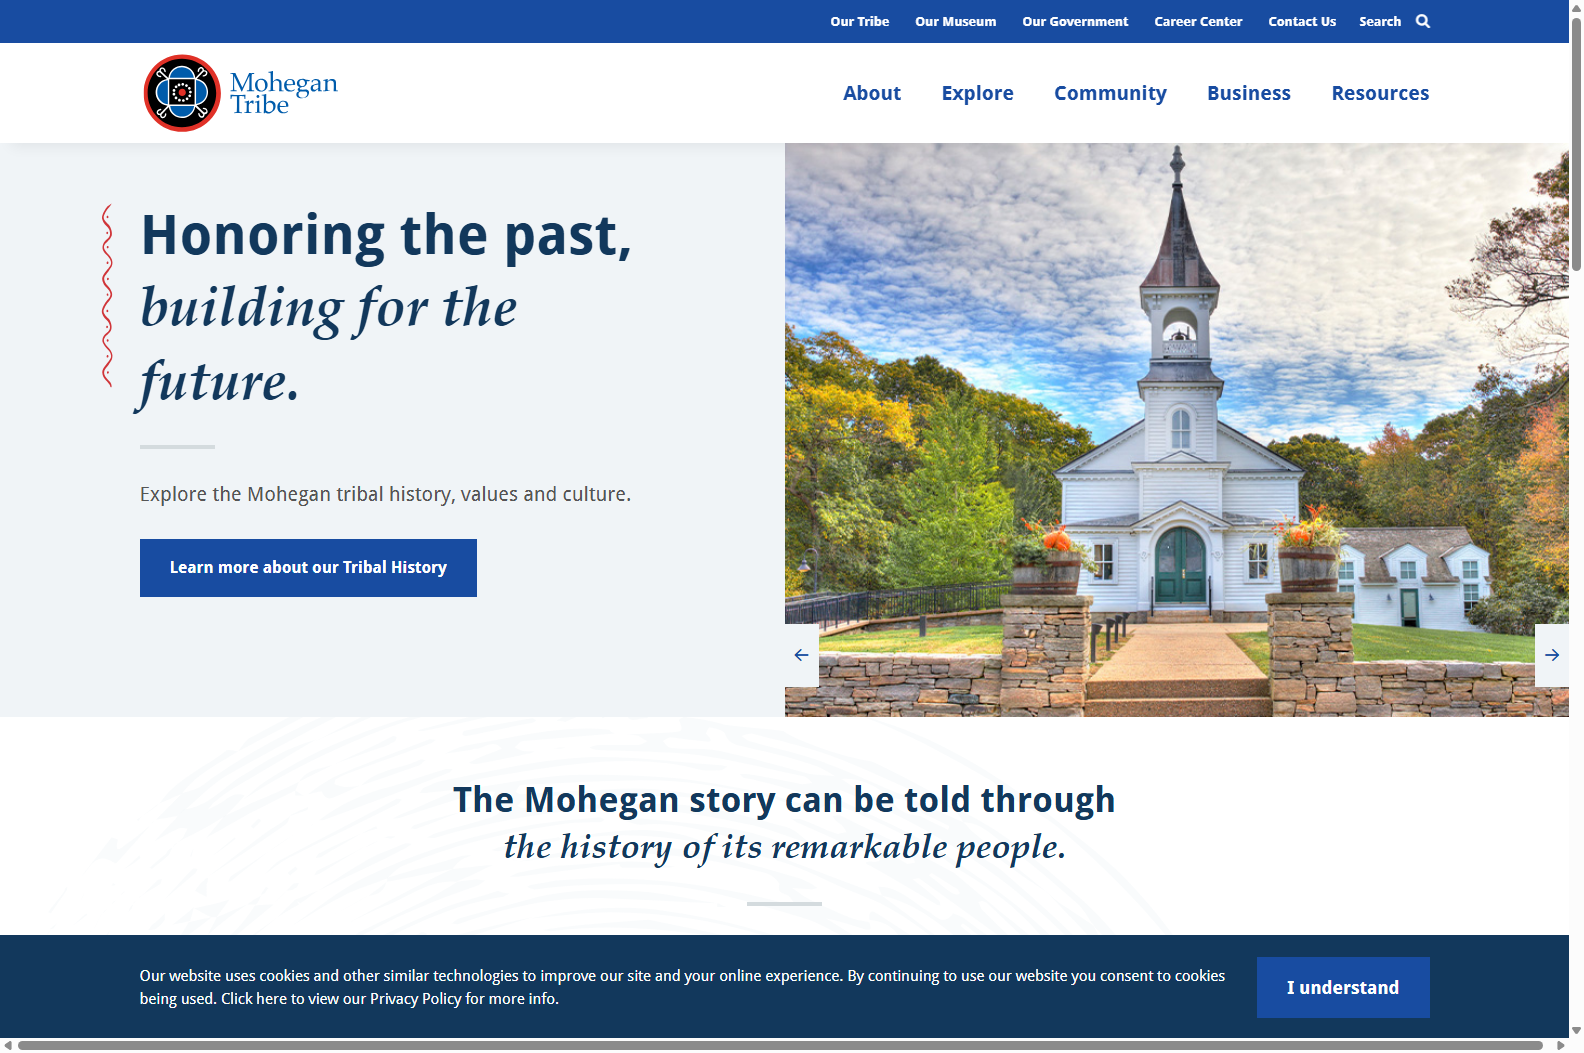 Our Tribe Our Museum Our Government Career Center Contact Us Search
Mohegan
Tribe
About Explore Community Business Resources
Honoring the past,
building for the
future.
Explore the Mohegan tribal history, values and culture.
Learn more about our Tribal History
The Mohegan story can be told through
the history of its remarkable people.
Our website uses cookies and other similar technologies to improve our site and your online experience. By continuing to use our website you consent to cookies
being used. Click here to view our Privacy Policy for more info.
I understand